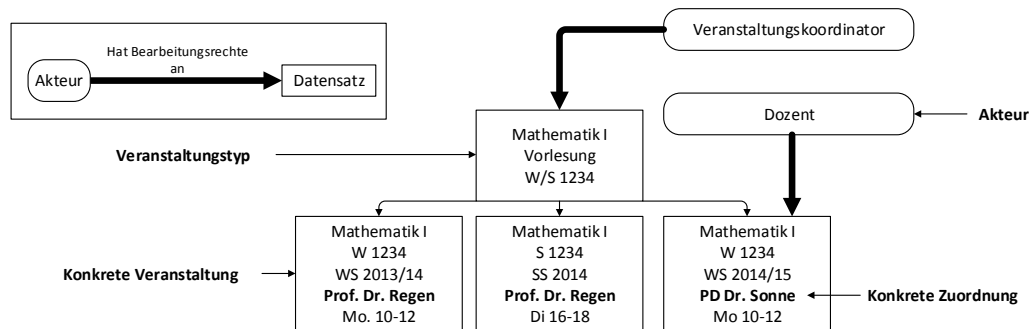 Hat Bearbeitungsrechte
an
Akteur
Datensatz
Veranstaltungskoordinator
Dozent
Akteur
Veranstaltungstyp
Mathematik I
Vorlesung
W/S 1234
Konkrete Veranstaltung
Mathematik I
W 1234
WS 2013/14
Prof. Dr. Regen
Mo. 10-12
Mathematik I
S 1234
SS 2014
Prof. Dr. Regen
Di 16-18
Mathematik I
W 1234
WS 2014/15
PD Dr. Sonne
Mo 10-12
Konkrete Zuordnung